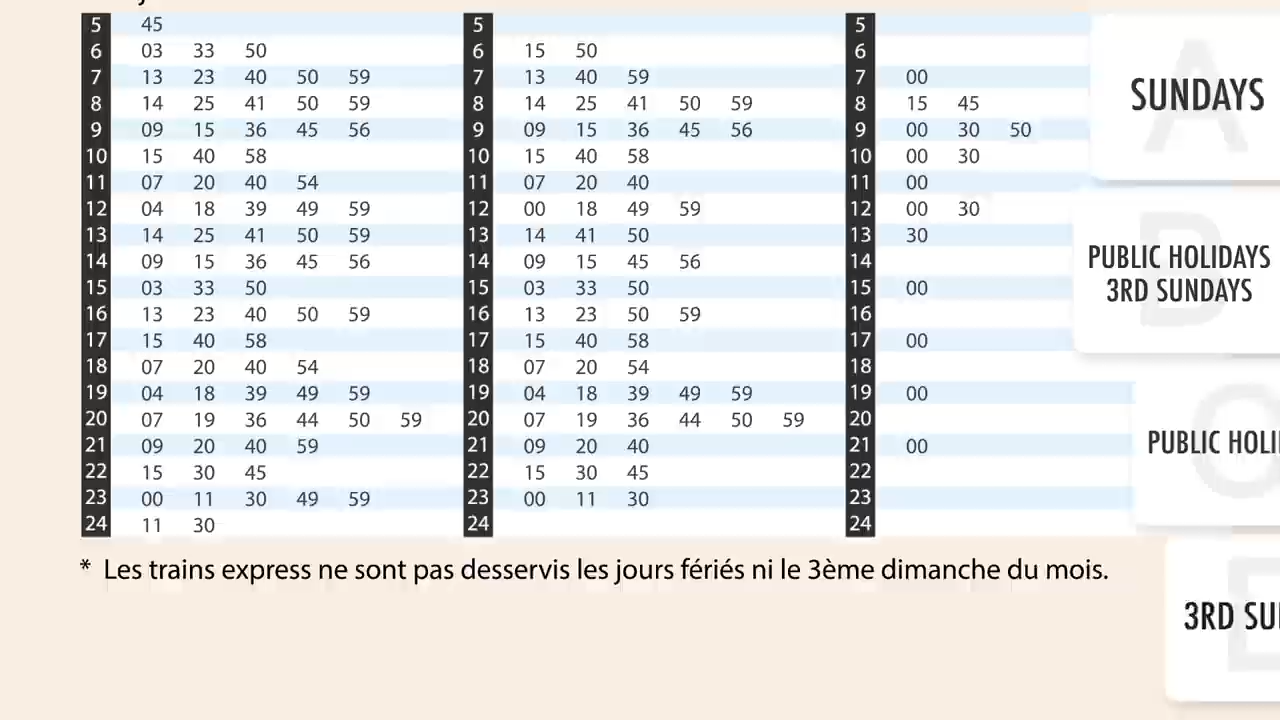 5 45
6 03 33 50
7 13 23 40 50 59
8 14 25 41 50 59
9 09 15 36 45 56
10 15 40 58
11 07 20 40 54
12 04 18 39 49 59
13 14 25 41 50 59
14 09 15 36 45 56
15 03 33 50
16 13 23 40 50 59
17 15 40 58
18 07 20 40 54
19 04 18 39 49 59
20 07 19 36 44 50 59
21 09 20 40 59
22 15 30 45
23 00 11 30 49 59
24 11 30
5
6 15 50
7 13 40 59
8 14 25 41 50 59
9 09 15 36 45 56
10 15 40 58
11 07 20 40
12 00 18 49 59
13 14 41 50
14 09 15 45 56
15 03 33 50
16 13 23 50 59
17 15 40 58
18 07 20 54
19 04 18 39 49 59
20 07 19 36 44 50 59
21 09 20 40
22 15 30 45
23 00 11 30
24
5
6
7 00
8 15 45
9 00 30 50
10 00 30
11 00
12 00 30
13 30
14
15 00
16
17 00
18
19 00
20
21 00
22
23
24
* Les trains express ne sont pas desservis les jours fériés ni le 3ème dimanche du mois.
A
SUNDAYS
B
PUBLIC HOLIDAYS
3RD SUNDAYS
PUBLIC
3RD